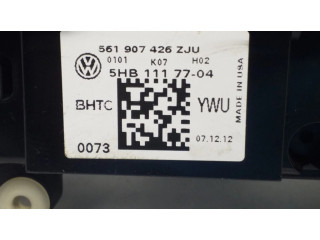 561 907 426 ZJU
0101 K07 H02
5HB 111 77-04
BHTC
YWU
07.12.12
0073
MADE IN USA